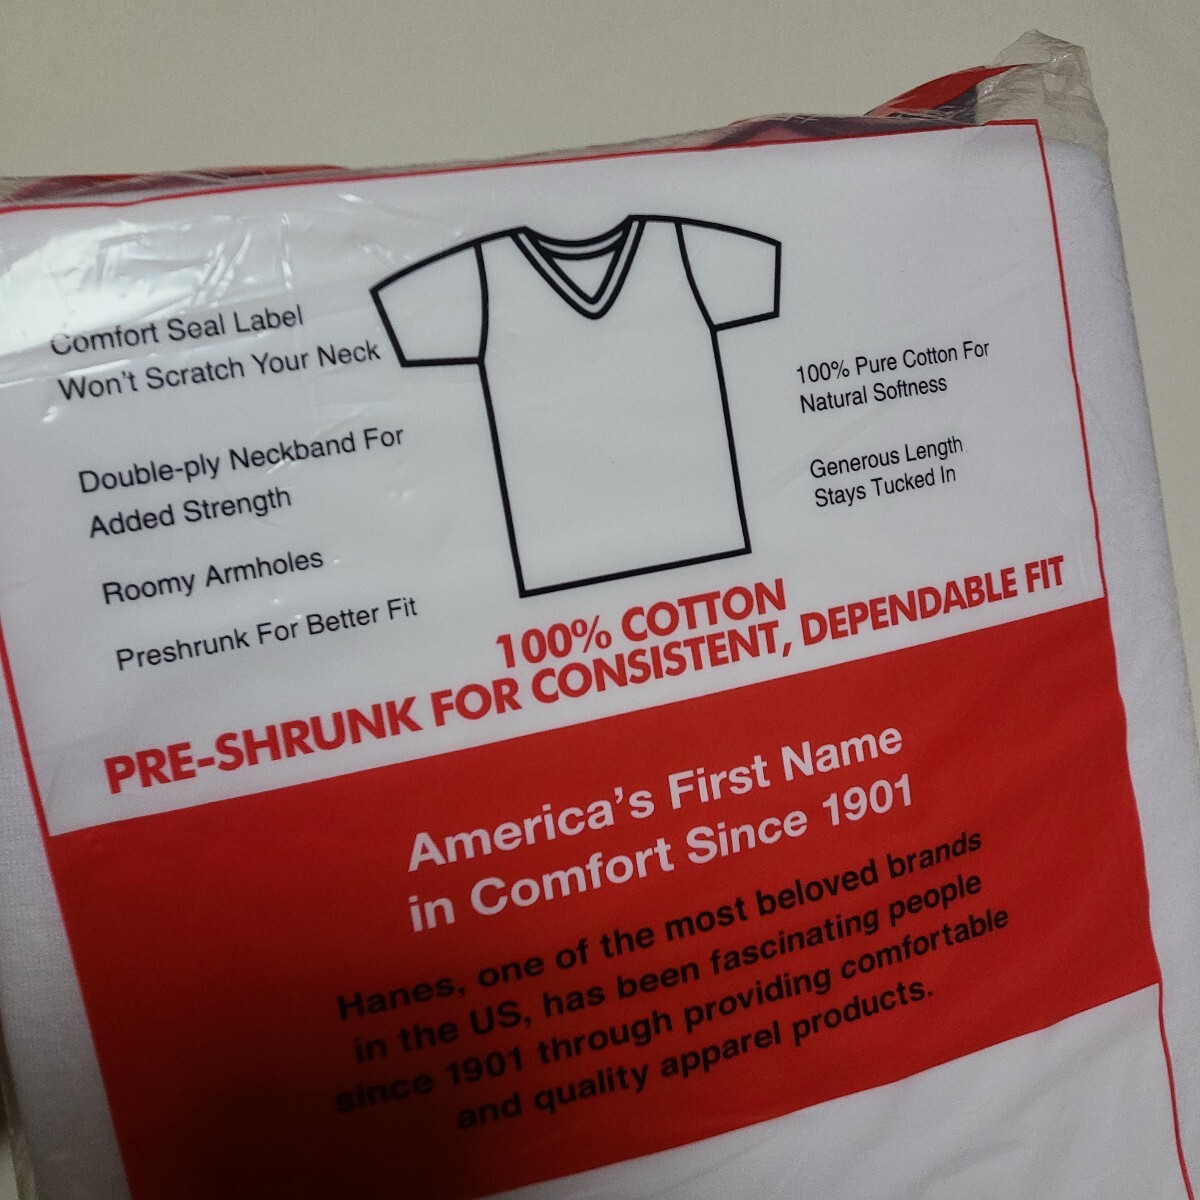 Comfort Seal Label
Won't Scratch Your Neck
Double-ply Neckband For
Added Strength
Roomy Armholes
Preshrunk For Better Fit
100% Pure Cotton For
Natural Softness
Generous Length
Stays Tucked In
100% COTTON
PRE-SHRUNK FOR CONSISTENT, DEPENDABLE FIT
America's First Name
in Comfort Since 1901
Hanes, one of the most beloved brands
in the US, has been fascinating people
since 1901 through providing comfortable
and quality apparel products.